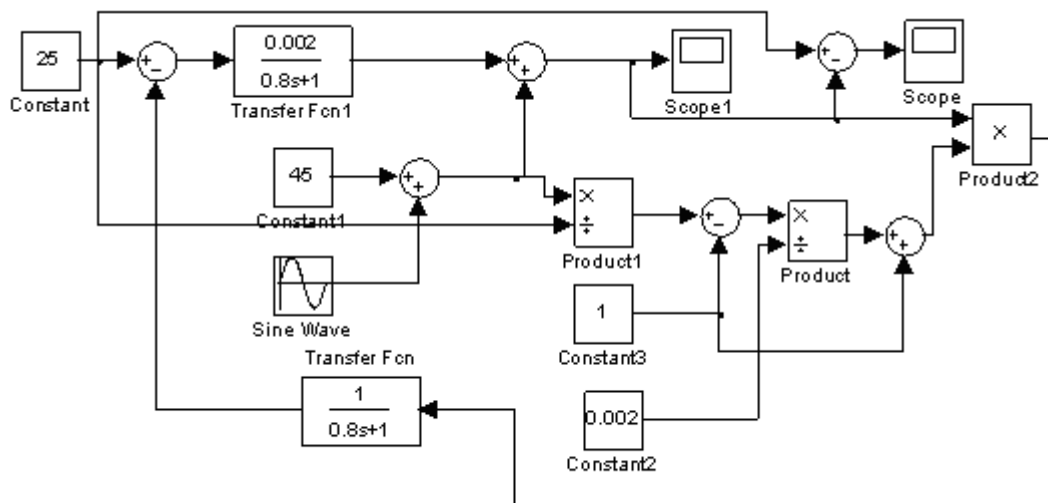 25
Constant
+
−
0.002
0.8s+1
Transfer Fcn1
+
+
Scope1
+
−
Scope
×
Product2
45
Constant1
+
+
×
÷
Product1
+
−
×
÷
Product
+
+
Sine Wave
1
Constant3
Transfer Fcn
1
0.8s+1
0.002
Constant2